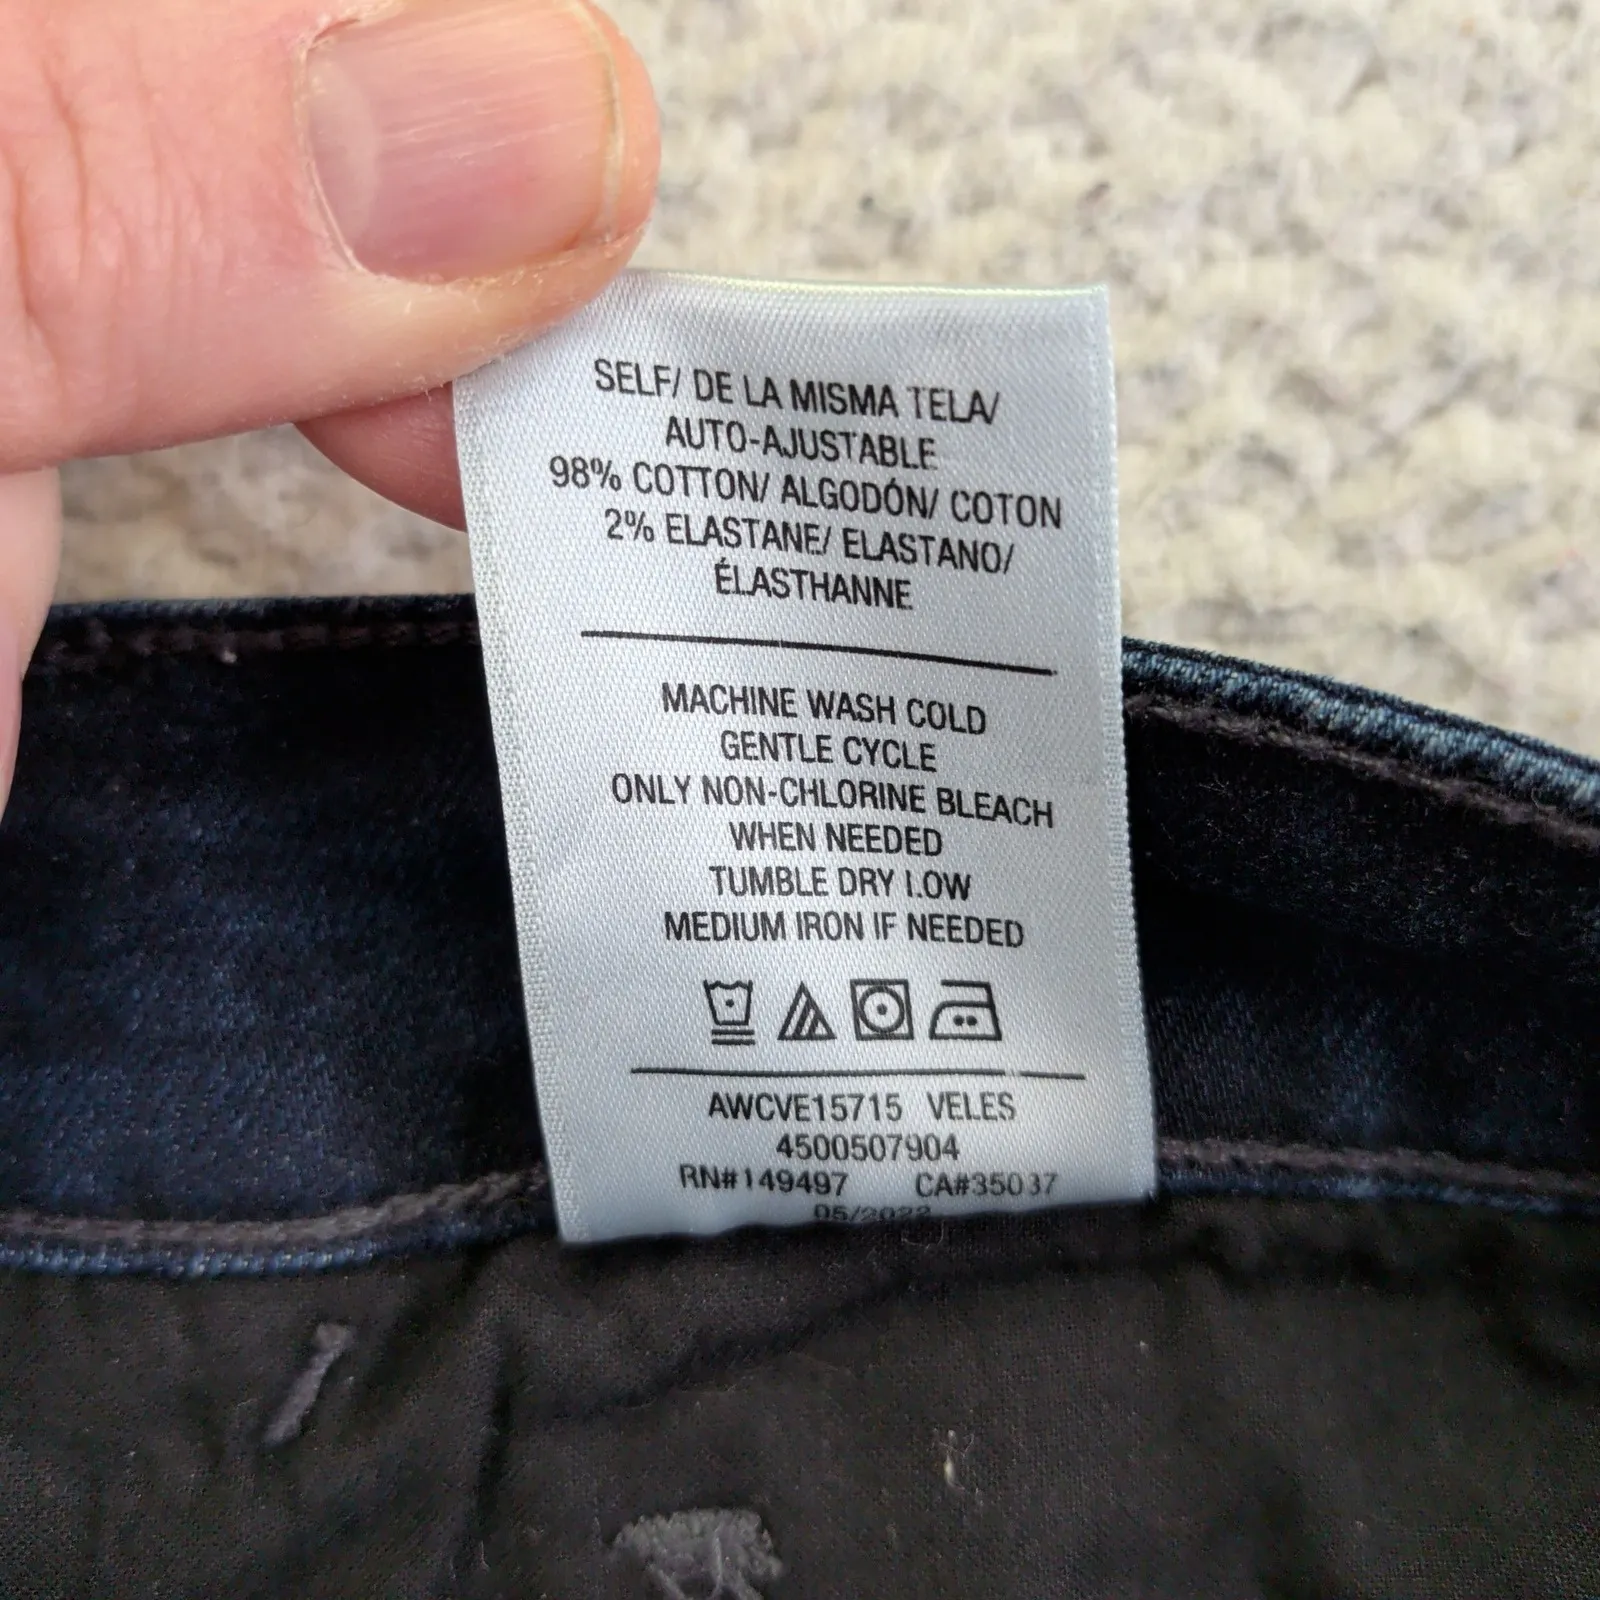 SELF/ DE LA MISMA TELA/
AUTO-AJUSTABLE
98% COTTON/ ALGODÓN/ COTON
2% ELASTANE/ ELASTANO/
ÉLASTHANNE
MACHINE WASH COLD
GENTLE CYCLE
ONLY NON-CHLORINE BLEACH
WHEN NEEDED
TUMBLE DRY LOW
MEDIUM IRON IF NEEDED
AWCVE15715 VELES
4500507904
RN#149497 CA#35037
05/2022